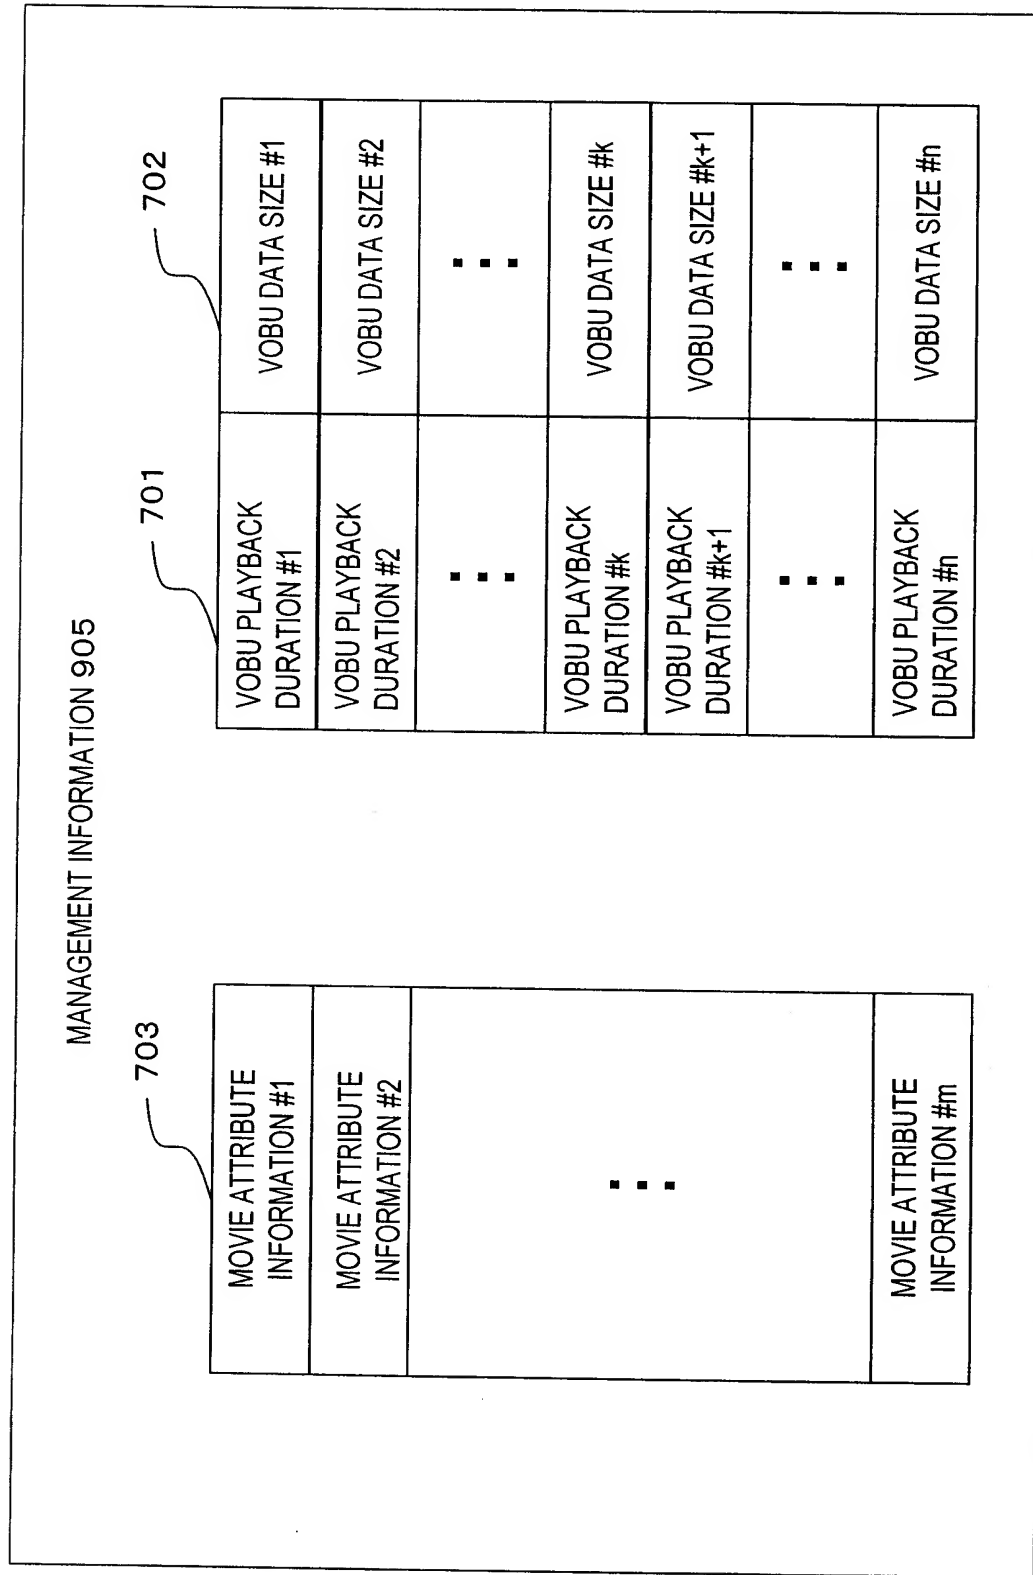 MANAGEMENT INFORMATION 905
703
MOVIE ATTRIBUTE
INFORMATION #1
MOVIE ATTRIBUTE
INFORMATION #2
MOVIE ATTRIBUTE
INFORMATION #m
701
702
VOBU PLAYBACK
DURATION #1
VOBU DATA SIZE #1
VOBU PLAYBACK
DURATION #2
VOBU DATA SIZE #2
VOBU PLAYBACK
DURATION #k
VOBU DATA SIZE #k
VOBU PLAYBACK
DURATION #k+1
VOBU DATA SIZE #k+1
VOBU PLAYBACK
DURATION #n
VOBU DATA SIZE #n